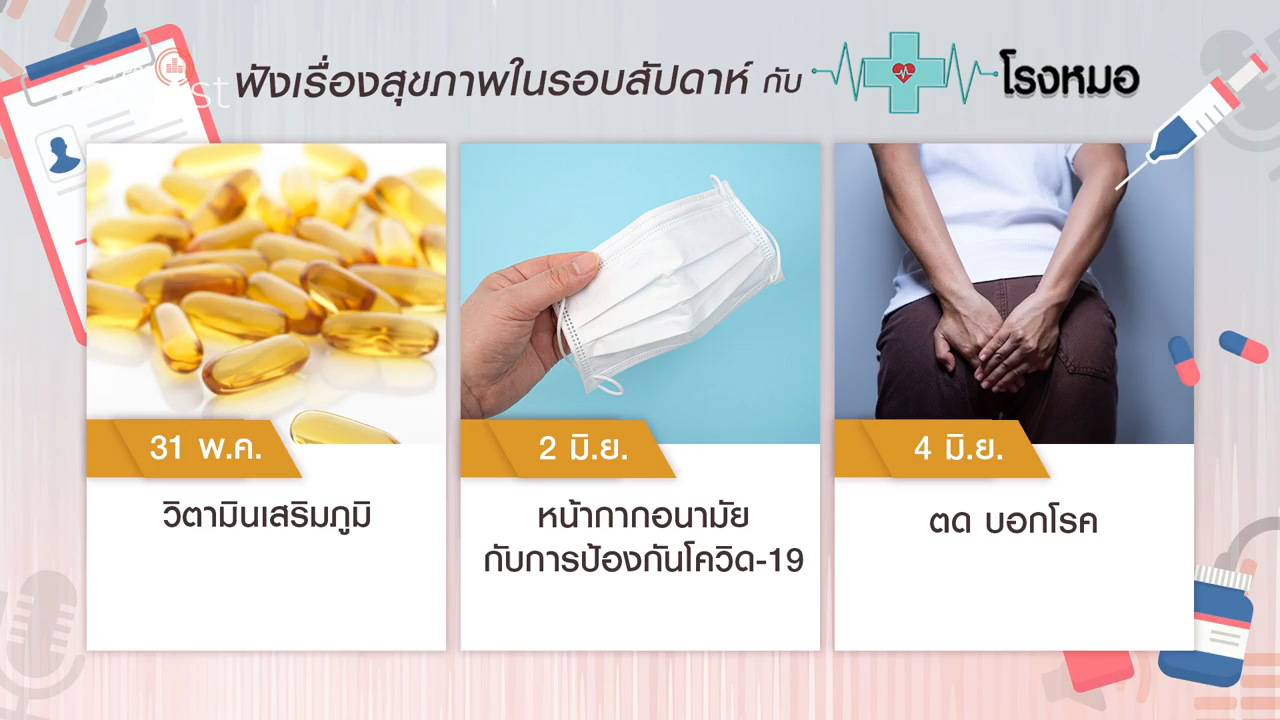 ฟังเรื่องสุขภาพในรอบสัปดาห์ กับ โรงหมอ
31 พ.ค.
วิตามินเสริมภูมิ
2 มิ.ย.
หน้ากากอนามัย
กับการป้องกันโควิด-19
4 มิ.ย.
ตด บอกโรค